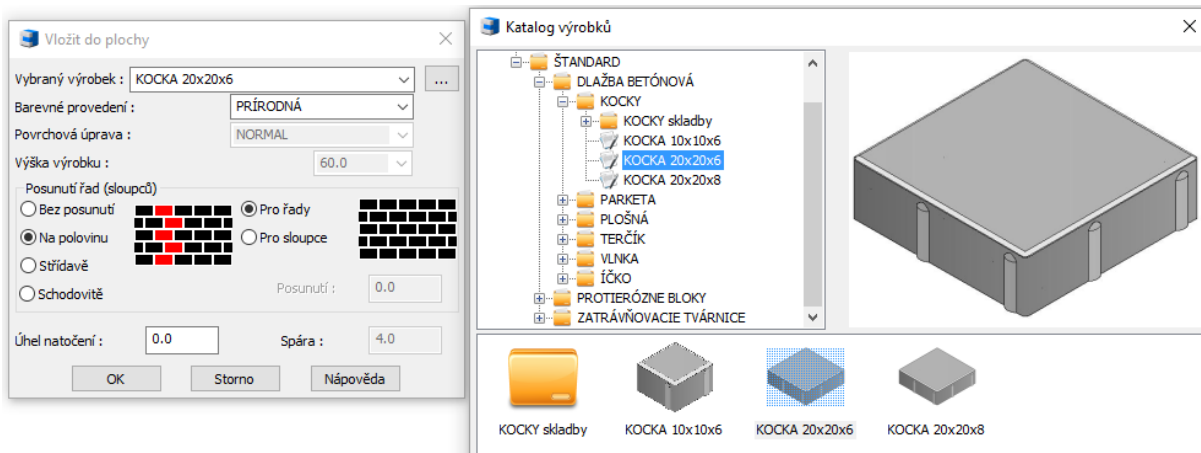 Vložit do plochy
Vybraný výrobek : KOCKA 20x20x6 ...
Barevné provedení : PRÍRODNÁ
Povrchová úprava : NORMAL
Výška výrobku : 60.0
Posunutí řad (sloupců)
Bez posunutí Pro řady
Na polovinu Pro sloupce
Střídavě
Schodovitě Posunutí : 0.0
Úhel natočení : 0.0 Spára : 4.0
OK Storno Nápověda
Katalog výrobků
ŠTANDARD
DLAŽBA BETÓNOVÁ
KOCKY
KOCKY skladby
KOCKA 10x10x6
KOCKA 20x20x6
KOCKA 20x20x8
PARKETA
PLOŠNÁ
TERČÍK
VLNKA
ÍČKO
PROTIERÓZNE BLOKY
ZATRÁVŇOVACIE TVÁRNICE
KOCKY skladby KOCKA 10x10x6 KOCKA 20x20x6 KOCKA 20x20x8